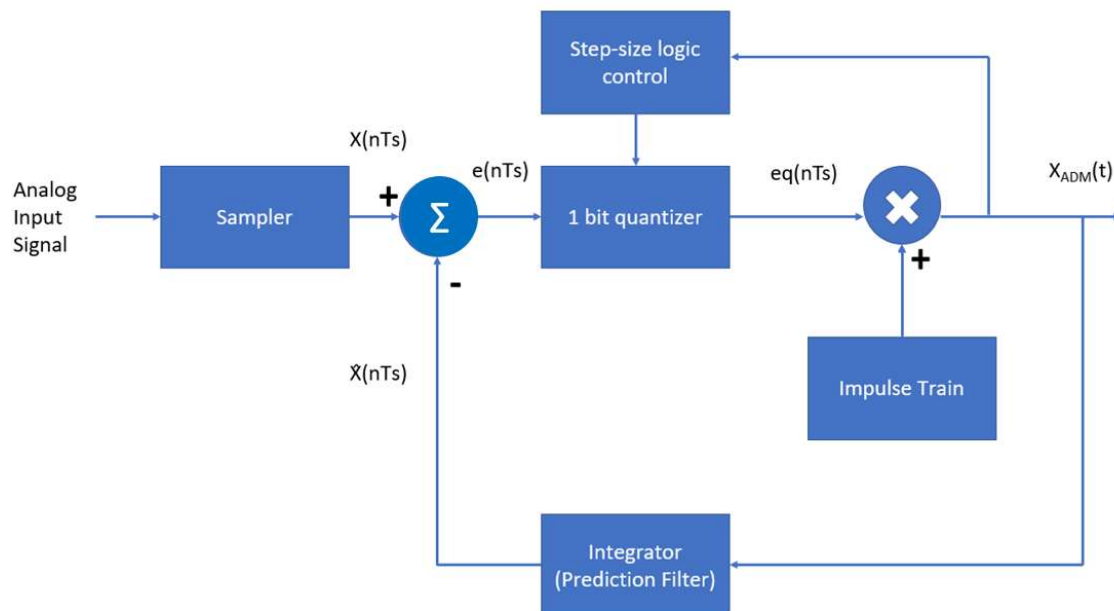 Step-size logic
control
X(nTs)
e(nTs)
eq(nTs)
X_ADM(t)
Analog
Input
Signal
Sampler
+
Σ
1 bit quantizer
×
-
+
X̂(nTs)
Impulse Train
Integrator
(Prediction Filter)